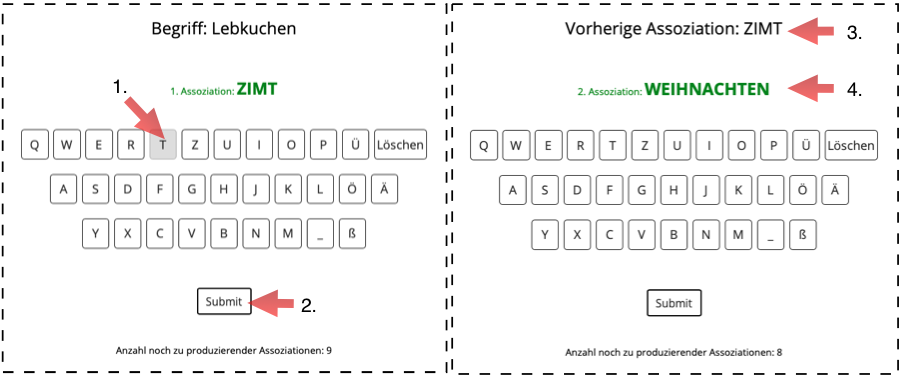 Begriff: Lebkuchen
1.
1. Assoziation: ZIMT
Q W E R T Z U I O P Ü Löschen
A S D F G H J K L Ö Ä
Y X C V B N M _ ß
Submit
2.
Anzahl noch zu produzierender Assoziationen: 9
Vorherige Assoziation: ZIMT
3.
2. Assoziation: WEIHNACHTEN
4.
Q W E R T Z U I O P Ü Löschen
A S D F G H J K L Ö Ä
Y X C V B N M _ ß
Submit
Anzahl noch zu produzierender Assoziationen: 8